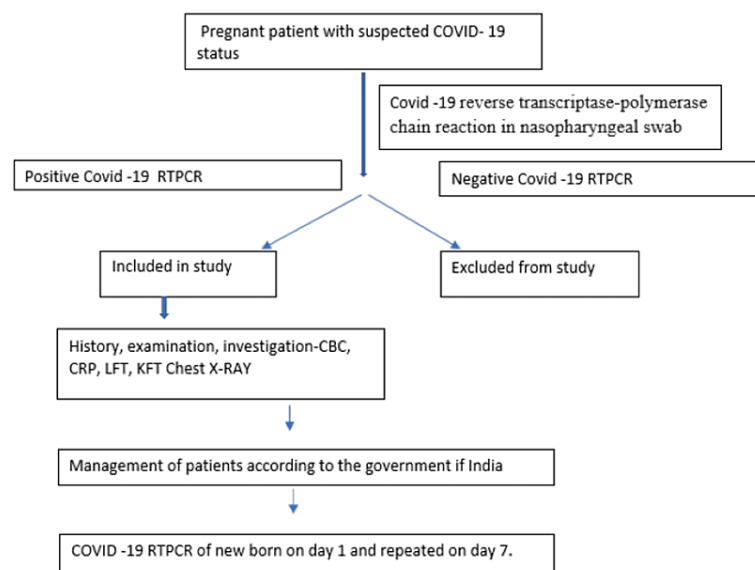 Pregnant patient with suspected COVID- 19
status
Covid -19 reverse transcriptase-polymerase
chain reaction in nasopharyngeal swab
Positive Covid -19 RTPCR
Negative Covid -19 RTPCR
Included in study
Excluded from study
History, examination, investigation-CBC,
CRP, LFT, KFT Chest X-RAY
Management of patients according to the government if India
COVID -19 RTPCR of new born on day 1 and repeated on day 7.